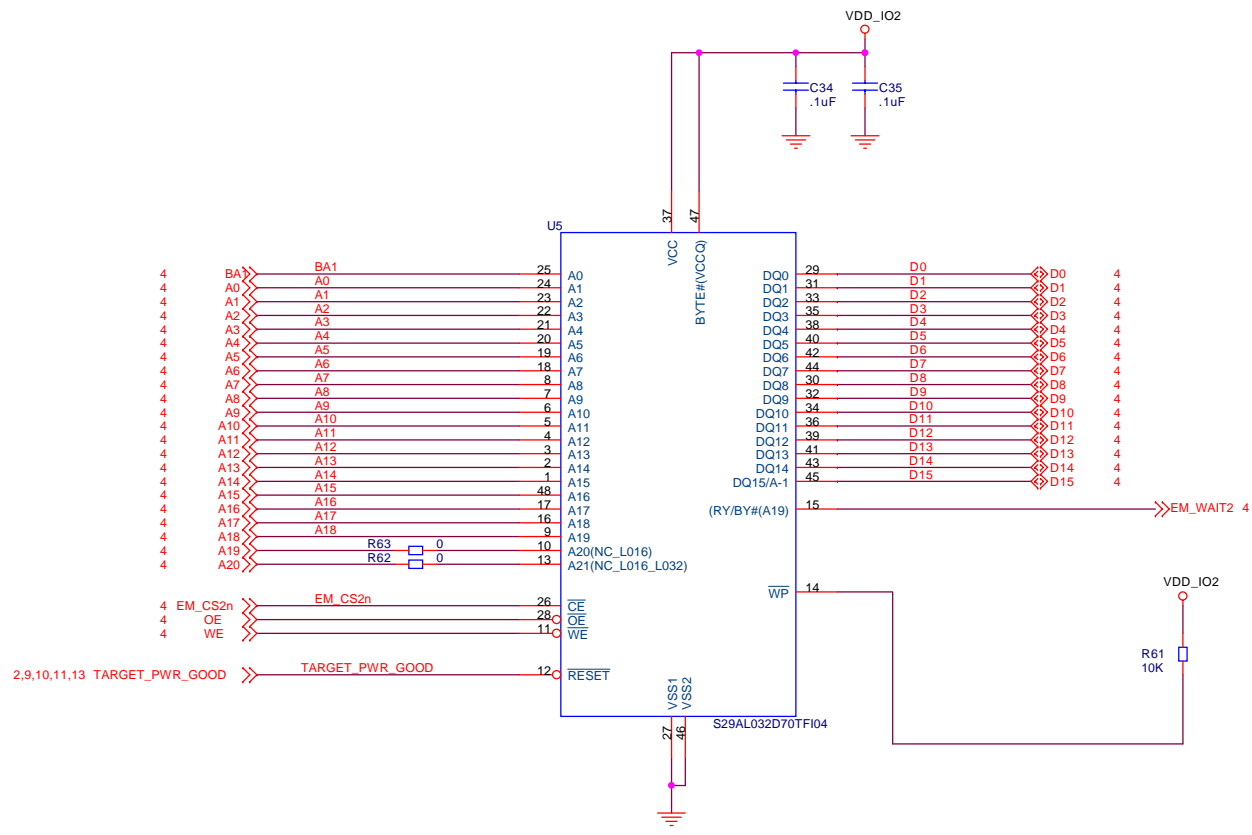 VDD_IO2
C34
.1uF
C35
.1uF
37
47
U5
VCC
BYTE#(VCCQ)
4 BA1 BA1 25 A0 DQ0 29 D0 D0 4
4 A0 A0 24 A1 DQ1 31 D1 D1 4
4 A1 A1 23 A2 DQ2 33 D2 D2 4
4 A2 A2 22 A3 DQ3 35 D3 D3 4
4 A3 A3 21 A4 DQ4 38 D4 D4 4
4 A4 A4 20 A5 DQ5 40 D5 D5 4
4 A5 A5 19 A6 DQ6 42 D6 D6 4
4 A6 A6 18 A7 DQ7 44 D7 D7 4
4 A7 A7 8 A8 DQ8 30 D8 D8 4
4 A8 A8 7 A9 DQ9 32 D9 D9 4
4 A9 A9 6 A10 DQ10 34 D10 D10 4
4 A10 A10 5 A11 DQ11 36 D11 D11 4
4 A11 A11 4 A12 DQ12 39 D12 D12 4
4 A12 A12 3 A13 DQ13 41 D13 D13 4
4 A13 A13 2 A14 DQ14 43 D14 D14 4
4 A14 A14 1 A15 DQ15/A-1 45 D15 D15 4
4 A15 A15 48 A16
4 A16 A16 17 A17 (RY/BY#(A19) 15 EM_WAIT2 4
4 A17 A17 16 A18
4 A18 A18 9 A19
4 A19 R63 0 10 A20(NC_L016)
4 A20 R62 0 13 A21(NC_L016_L032)
WP 14
VDD_IO2
4 EM_CS2n EM_CS2n 26 CE
4 OE 28 OE
4 WE 11 WE
R61
10K
2,9,10,11,13 TARGET_PWR_GOOD TARGET_PWR_GOOD 12 RESET
VSS1
VSS2
S29AL032D70TFI04
27
46